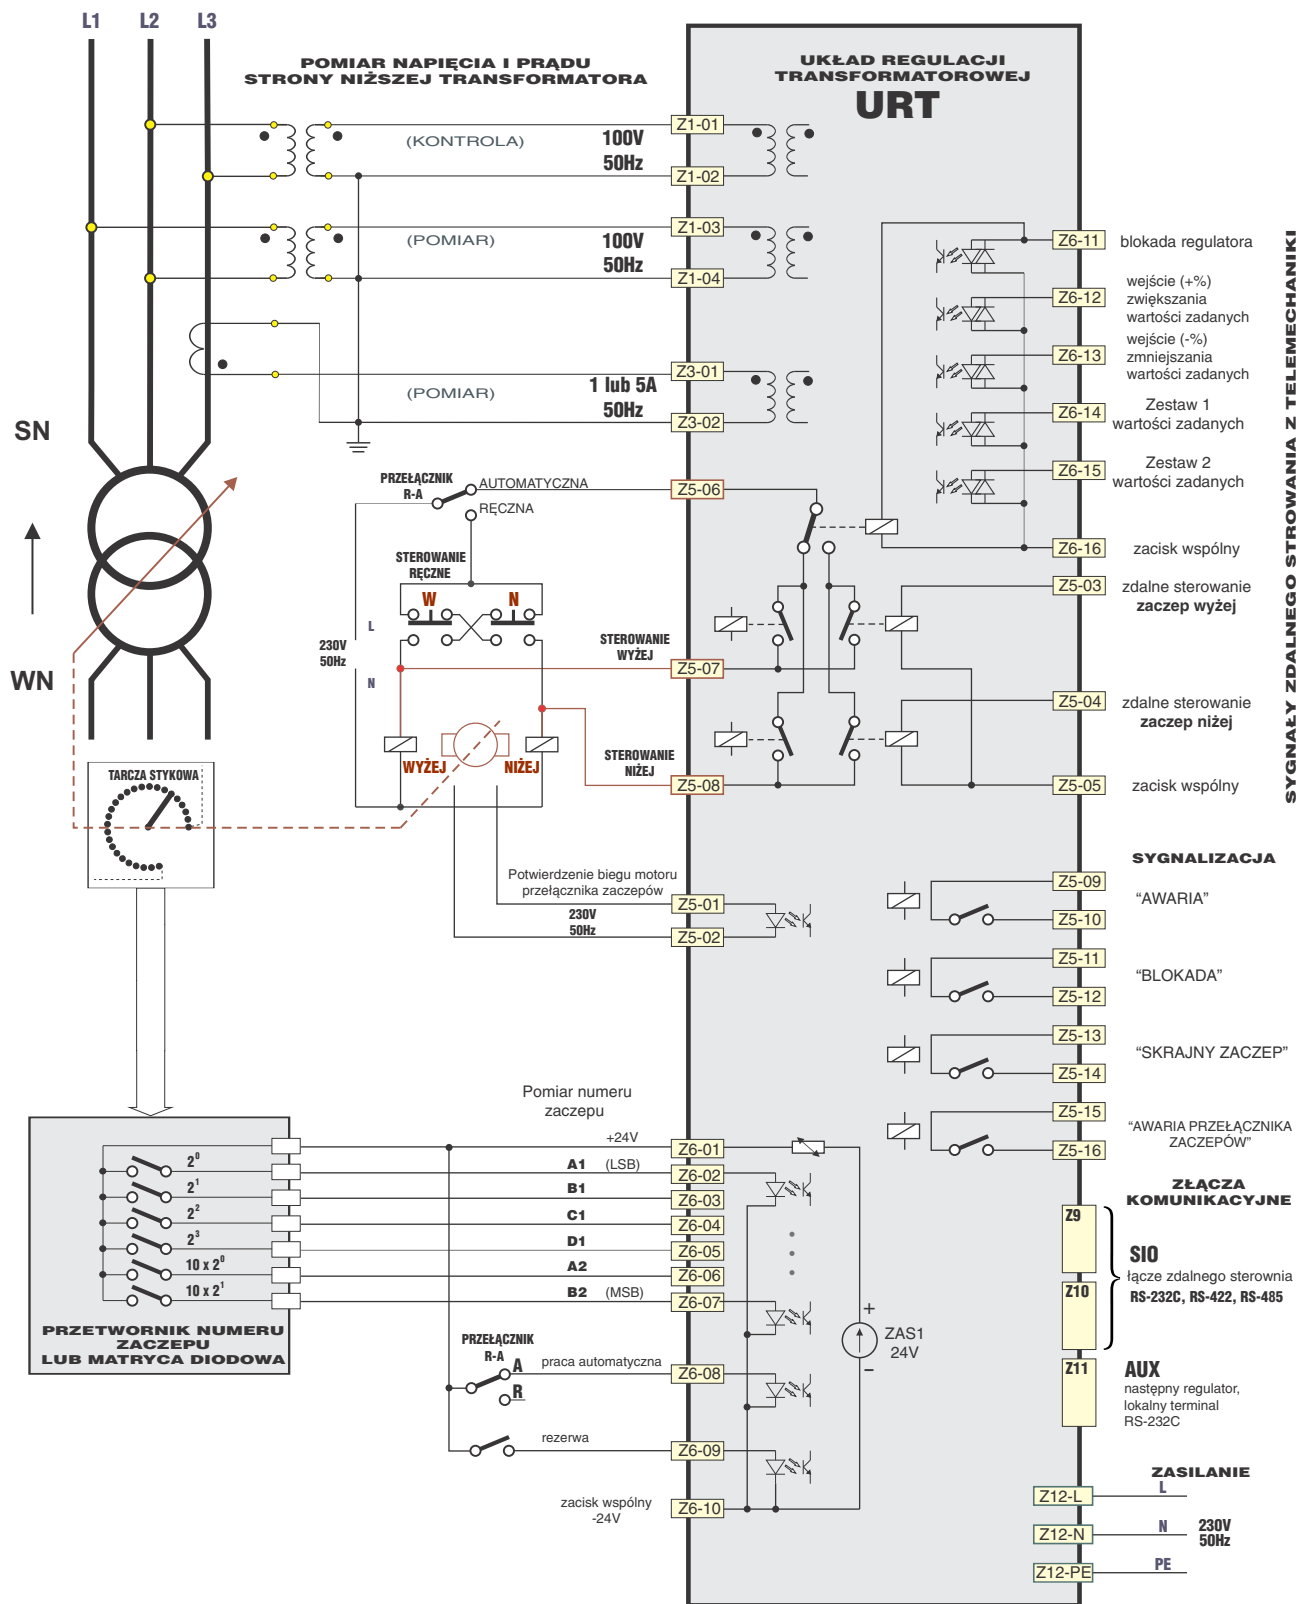 L1 L2 L3
POMIAR NAPIĘCIA I PRĄDU
STRONY NIŻSZEJ TRANSFORMATORA
UKŁAD REGULACJI
TRANSFORMATOROWEJ
URT
(KONTROLA)
100V
50Hz
Z1-01
Z1-02
(POMIAR)
100V
50Hz
Z1-03
Z1-04
(POMIAR)
1 lub 5A
50Hz
Z3-01
Z3-02
SN
WN
PRZEŁĄCZNIK
R-A
AUTOMATYCZNA
RĘCZNA
Z5-06
STEROWANIE
RĘCZNE
W N
L
230V
50Hz
N
STEROWANIE
WYŻEJ
Z5-07
WYŻEJ NIŻEJ
STEROWANIE
NIŻEJ
Z5-08
TARCZA STYKOWA
Potwierdzenie biegu motoru
przełącznika zaczepów
230V
50Hz
Z5-01
Z5-02
Pomiar numeru
zaczepu
+24V
Z6-01
2⁰ A1 (LSB) Z6-02
2¹ B1 Z6-03
2² C1 Z6-04
2³ D1 Z6-05
10 x 2⁰ A2 Z6-06
10 x 2¹ B2 (MSB) Z6-07
PRZETWORNIK NUMERU
ZACZEPU
LUB MATRYCA DIODOWA
PRZEŁĄCZNIK
R-A
A praca automatyczna
R
Z6-08
rezerwa
Z6-09
zacisk wspólny
-24V
Z6-10
+
ZAS1
24V
–
SYGNAŁY ZDALNEGO STROWANIA Z TELEMECHANIKI
Z6-11 blokada regulatora
Z6-12
wejście (+%)
zwiększania
wartości zadanych
Z6-13
wejście (-%)
zmniejszania
wartości zadanych
Z6-14
Zestaw 1
wartości zadanych
Z6-15
Zestaw 2
wartości zadanych
Z6-16 zacisk wspólny
Z5-03
zdalne sterowanie
zaczep wyżej
Z5-04
zdalne sterowanie
zaczep niżej
Z5-05 zacisk wspólny
SYGNALIZACJA
Z5-09
“AWARIA”
Z5-10
Z5-11
“BLOKADA”
Z5-12
Z5-13
“SKRAJNY ZACZEP”
Z5-14
Z5-15
“AWARIA PRZEŁĄCZNIKA
ZACZEPÓW”
Z5-16
ZŁĄCZA
KOMUNIKACYJNE
Z9
SIO
łącze zdalnego sterownia
RS-232C, RS-422, RS-485
Z10
Z11
AUX
następny regulator,
lokalny terminal
RS-232C
ZASILANIE
Z12-L L
Z12-N N
230V
50Hz
Z12-PE PE